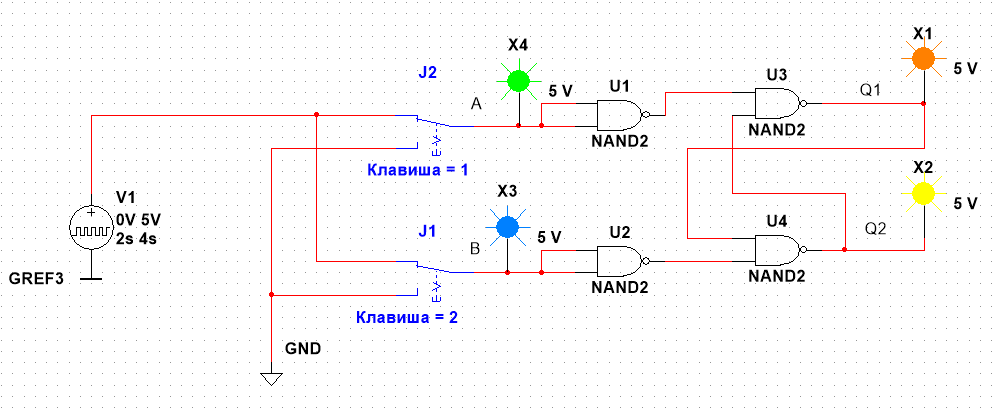 X1
5 V
X4
J2
A
5 V
U1
U3
Q1
NAND2
NAND2
Клавиша = 1
V1
0V 5V
2s 4s
GREF3
X3
J1
B
5 V
U2
U4
X2
5 V
Q2
NAND2
NAND2
Клавиша = 2
GND